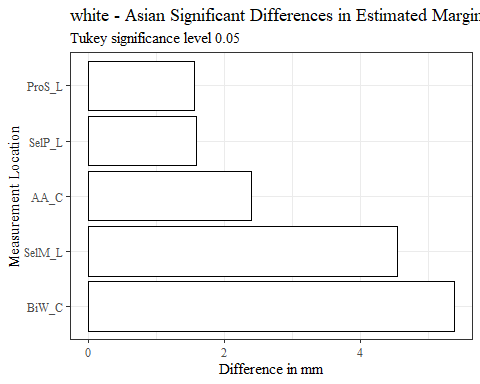 white - Asian Significant Differences in Estimated Margin
Tukey significance level 0.05
Measurement Location
ProS_L
SelP_L
AA_C
SelM_L
BiW_C
0 2 4
Difference in mm